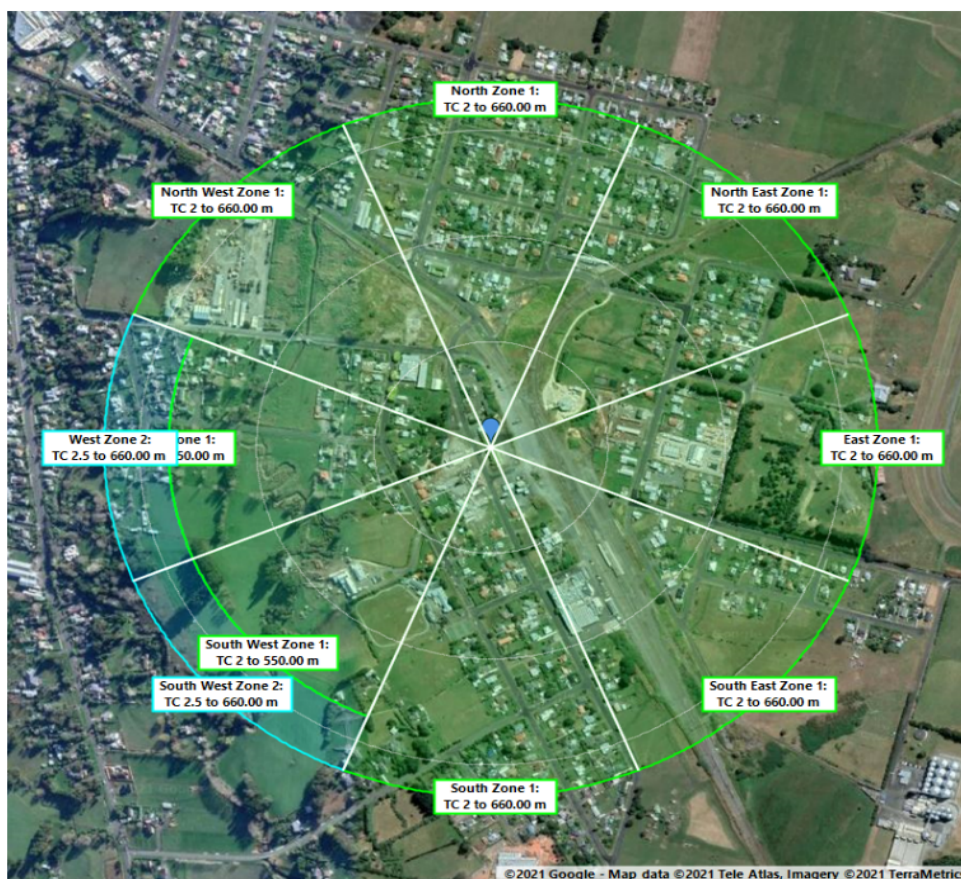 North Zone 1:
TC 2 to 660.00 m
North West Zone 1:
TC 2 to 660.00 m
North East Zone 1:
TC 2 to 660.00 m
West Zone 2:
TC 2.5 to 660.00 m
one 1:
50.00 m
East Zone 1:
TC 2 to 660.00 m
South West Zone 1:
TC 2 to 550.00 m
South West Zone 2:
TC 2.5 to 660.00 m
South East Zone 1:
TC 2 to 660.00 m
South Zone 1:
TC 2 to 660.00 m
©2021 Google - Map data ©2021 Tele Atlas, Imagery ©2021 TerraMetrics